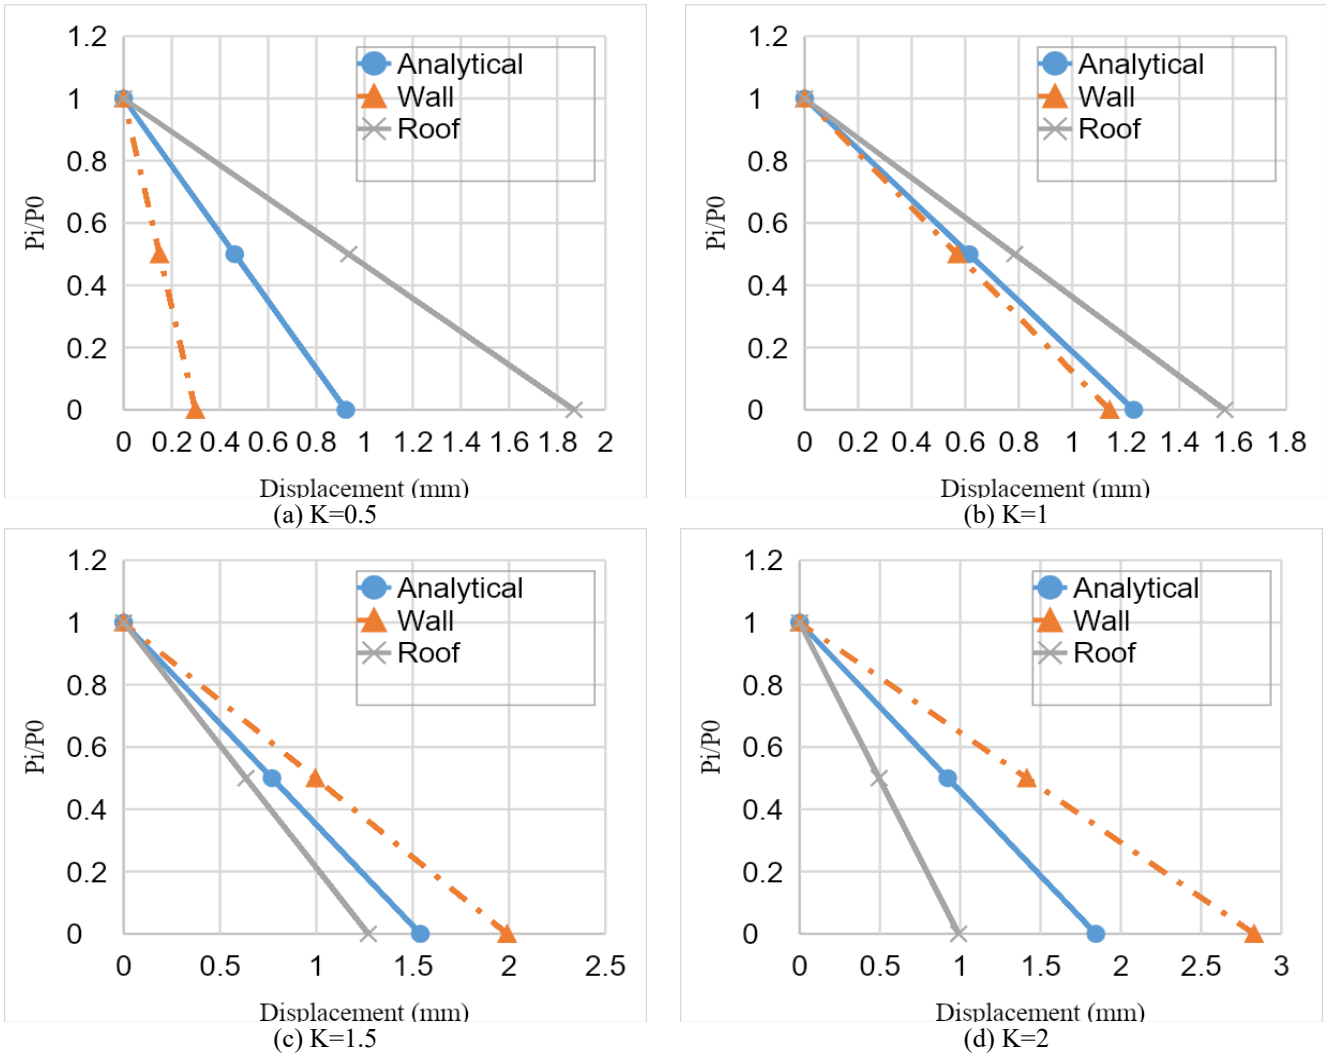 1.2
1
0.8
0.6
0.4
0.2
0
Pi/P0
Analytical
Wall
Roof
0 0.2 0.4 0.6 0.8 1 1.2 1.4 1.6 1.8 2
Displacement (mm)
(a) K=0.5
1.2
1
0.8
0.6
0.4
0.2
0
Pi/P0
Analytical
Wall
Roof
0 0.2 0.4 0.6 0.8 1 1.2 1.4 1.6 1.8
Displacement (mm)
(b) K=1
1.2
1
0.8
0.6
0.4
0.2
0
Pi/P0
Analytical
Wall
Roof
0 0.5 1 1.5 2 2.5
Displacement (mm)
(c) K=1.5
1.2
1
0.8
0.6
0.4
0.2
0
Pi/P0
Analytical
Wall
Roof
0 0.5 1 1.5 2 2.5 3
Displacement (mm)
(d) K=2